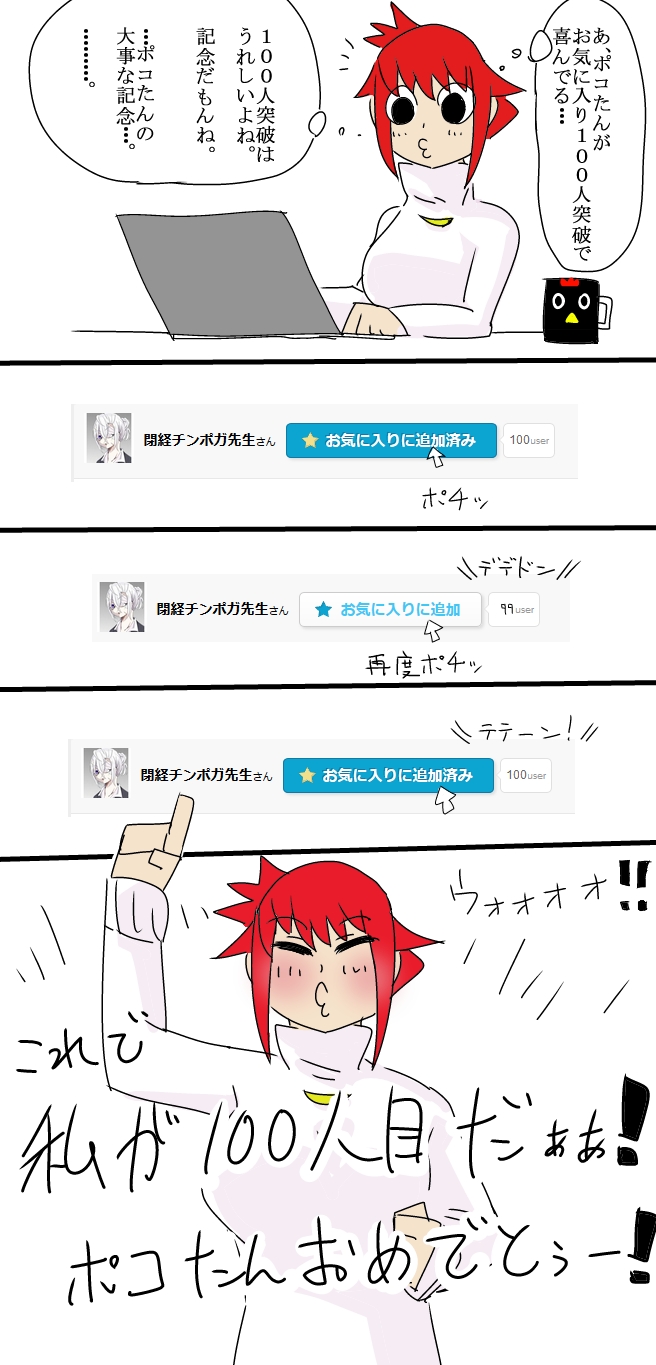 あ、ポコたんが
お気に入り１００人突破で
喜んでる…
１００人突破は
うれしいよね。
記念だもんね。
…ポコたんの
大事な記念…。
………。
閉経チンポガ先生さん
お気に入りに追加済み
100user
ポチッ
デデドン
閉経チンポガ先生さん
お気に入りに追加
99user
再度ポチッ
テテーン！
閉経チンポガ先生さん
お気に入りに追加済み
100user
ウォォォォ!!
これで
私が100人目だぁぁ!
ポコたんおめでとぅー!